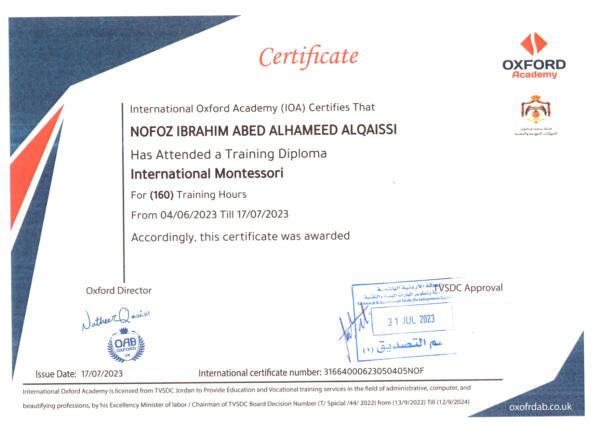 Certificate
OXFORD
Academy
International Oxford Academy (IOA) Certifies That
NOFOZ IBRAHIM ABED ALHAMEED ALQAISSI
Has Attended a Training Diploma
International Montessori
For (160) Training Hours
From 04/06/2023 Till 17/07/2023
Accordingly, this certificate was awarded
Oxford Director
TVSDC Approval
31 JUL 2023
OAB
OXFORD
Issue Date: 17/07/2023
International certificate number: 31664000623050405NOF
International Oxford Academy is licensed from TVSDC Jordan to Provide Education and Vocational training services in the field of administrative, computer, and
beautifying professions, by his Excellency Minister of labor / Chairman of TVSDC Board Decision Number (T/ Spicial /44/ 2022) from (13/9/2022) Till (12/9/2024)
oxofrdab.co.uk